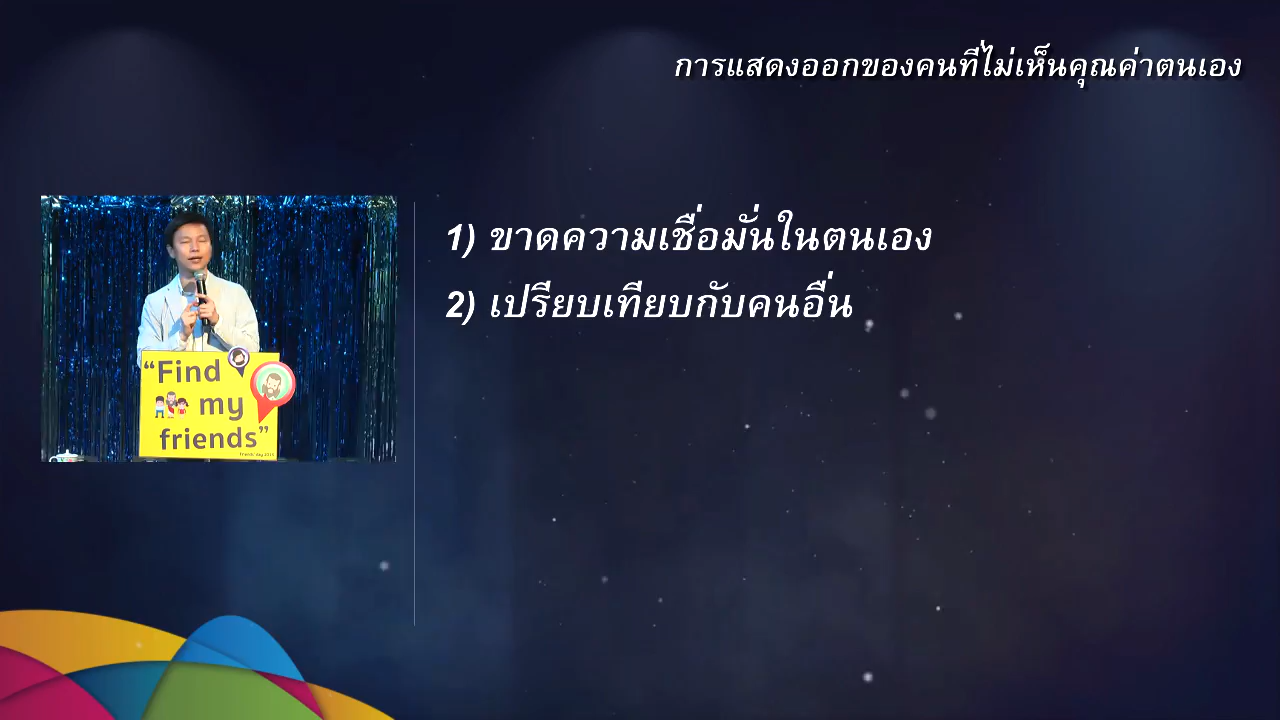 การแสดงออกของคนที่ไม่เห็นคุณค่าตนเอง
1) ขาดความเชื่อมั่นในตนเอง
2) เปรียบเทียบกับคนอื่น
“Find
my
friends”